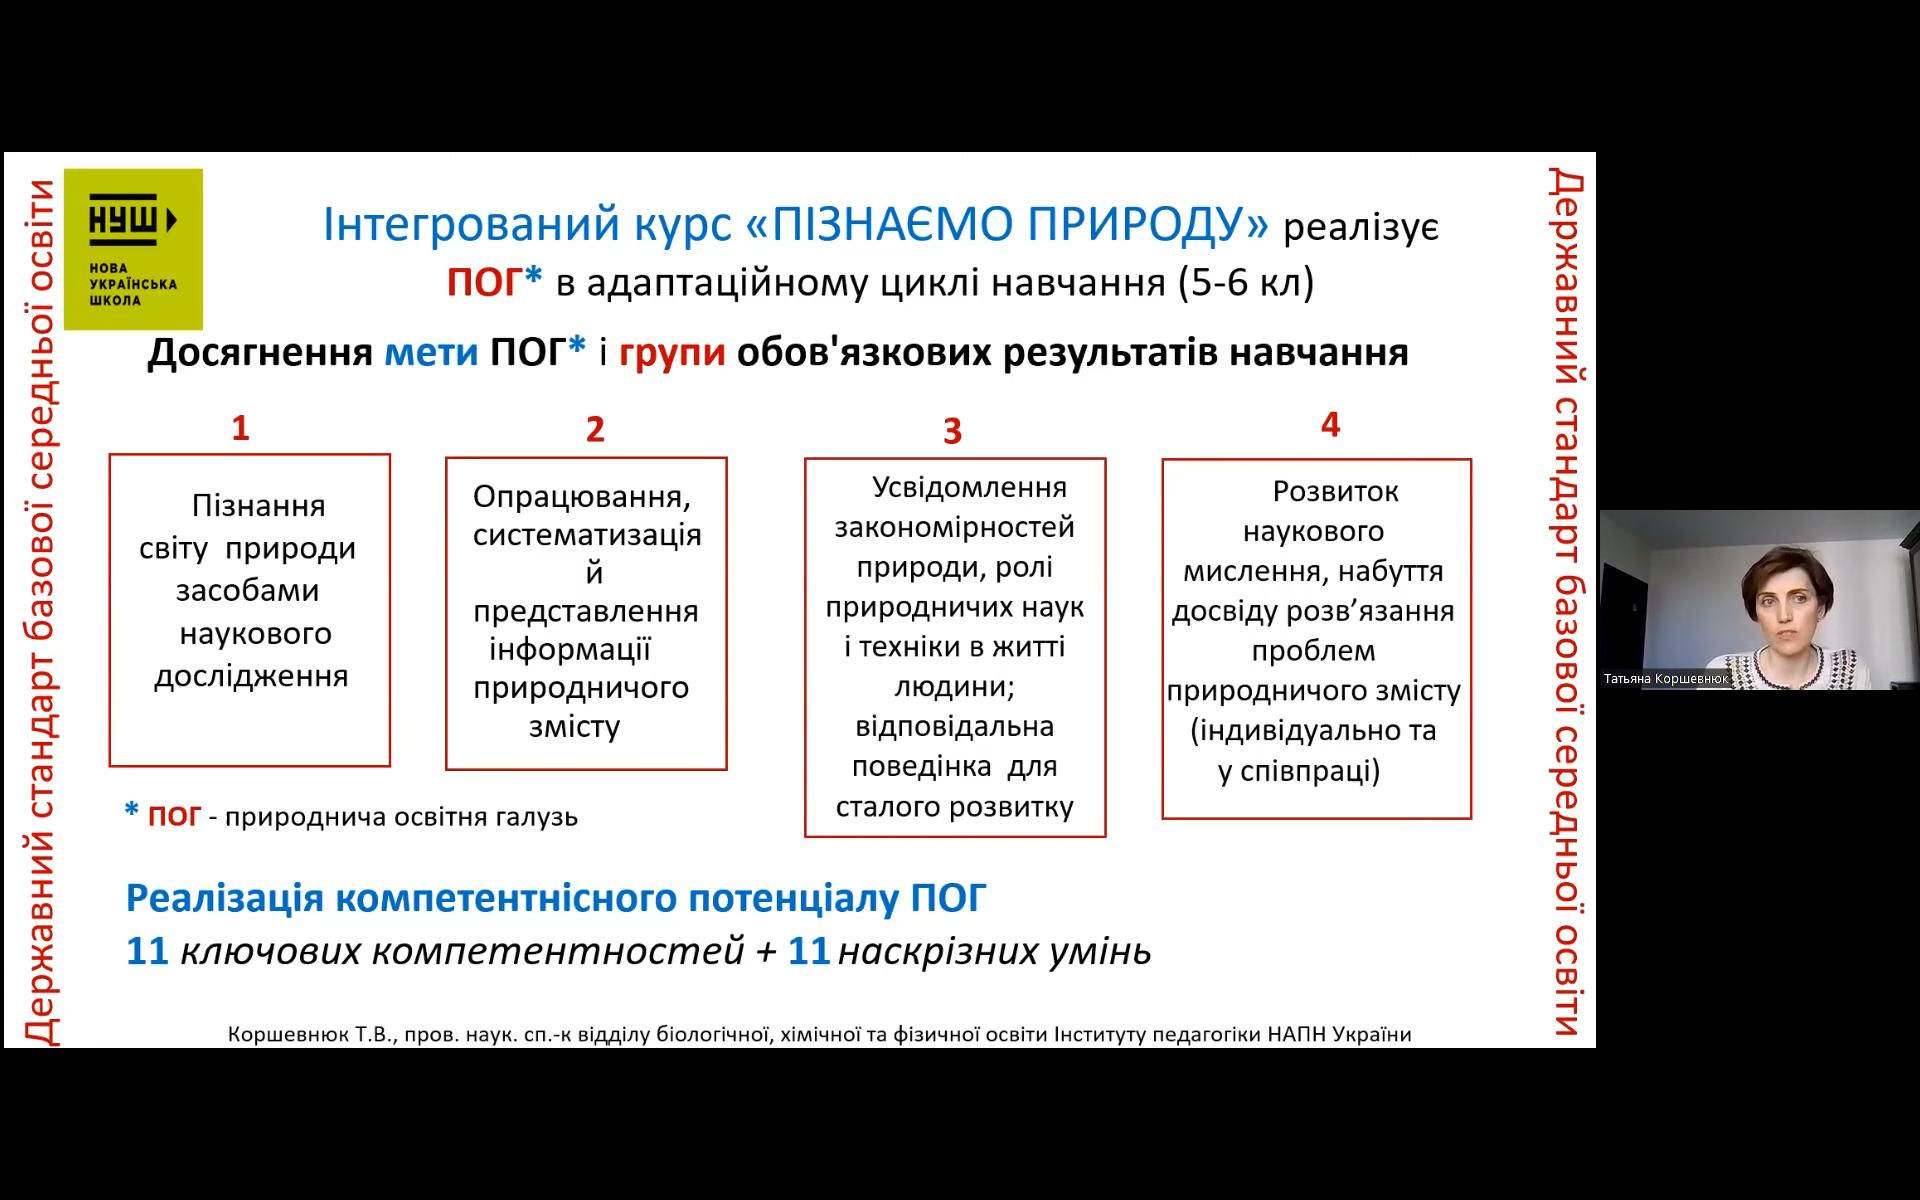 Державний стандарт базової середньої освіти
НУШ
НОВА
УКРАЇНСЬКА
ШКОЛА
Інтегрований курс «ПІЗНАЄМО ПРИРОДУ» реалізує
ПОГ* в адаптаційному циклі навчання (5-6 кл)
Досягнення мети ПОГ* і групи обов'язкових результатів навчання
1
Пізнання
світу природи
засобами
наукового
дослідження
2
Опрацювання,
систематизація
й
представлення
інформації
природничого
змісту
3
Усвідомлення
закономірностей
природи, ролі
природничих наук
і техніки в житті
людини;
відповідальна
поведінка для
сталого розвитку
4
Розвиток
наукового
мислення, набуття
досвіду розв’язання
проблем
природничого змісту
(індивідуально та
у співпраці)
* ПОГ - природнича освітня галузь
Реалізація компетентнісного потенціалу ПОГ
11 ключових компетентностей + 11 наскрізних умінь
Коршевнюк Т.В., пров. наук. сп.-к відділу біологічної, хімічної та фізичної освіти Інституту педагогіки НАПН України
Державний стандарт базової середньої освіти
Татьяна Коршевнюк